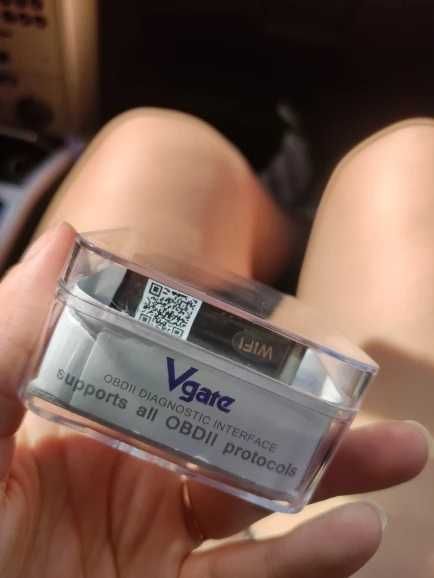 WIFI
Vgate
OBDII DIAGNOSTIC INTERFACE
supports all OBDII protocols